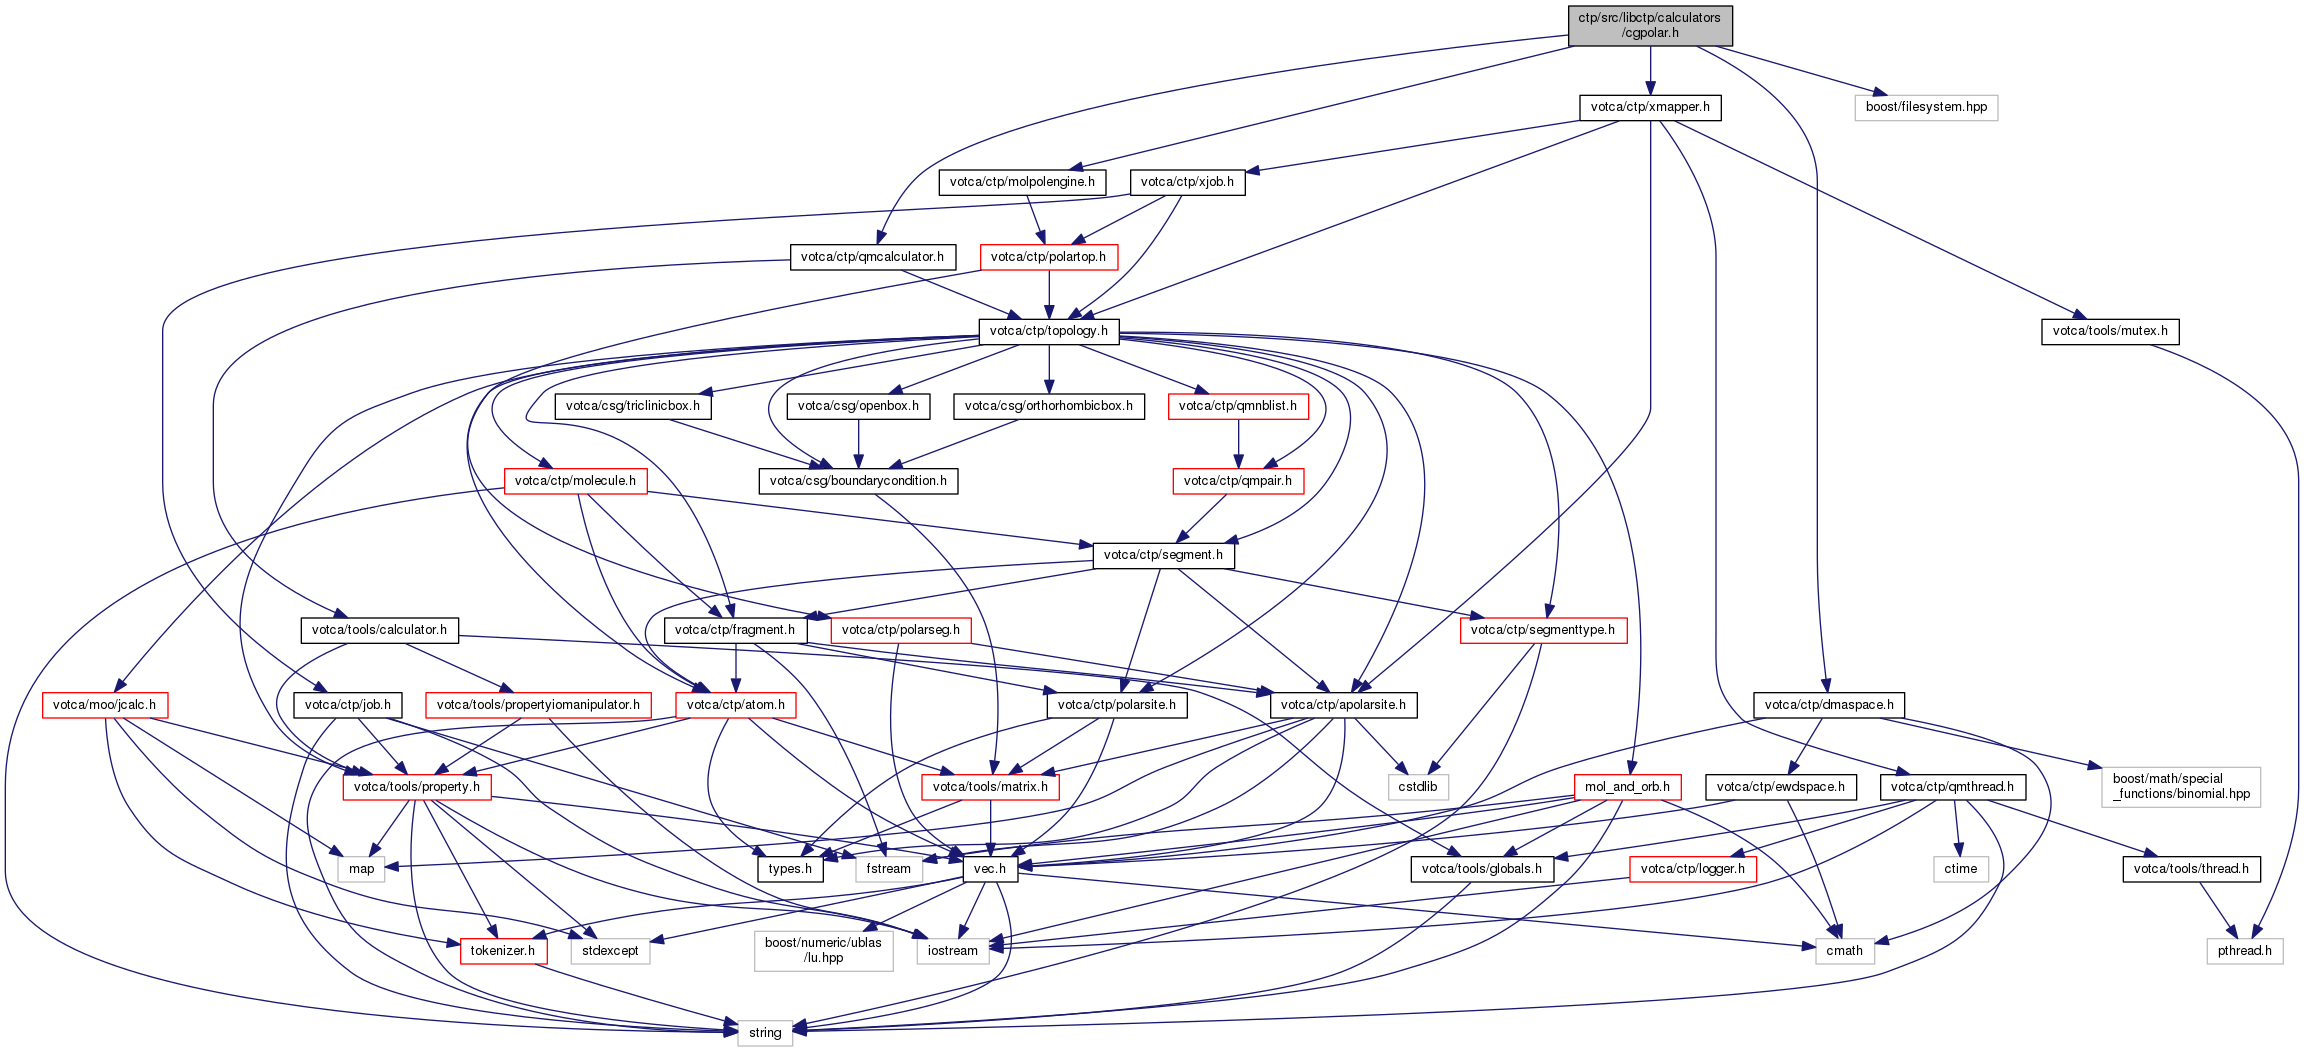 ctp/src/libctp/calculators
/cgpolar.h
votca/ctp/xmapper.h
boost/filesystem.hpp
votca/ctp/molpolengine.h
votca/ctp/xjob.h
votca/ctp/qmcalculator.h
votca/ctp/polartop.h
votca/ctp/topology.h
votca/tools/mutex.h
votca/csg/triclinicbox.h
votca/csg/openbox.h
votca/csg/orthorhombicbox.h
votca/ctp/qmnblist.h
votca/ctp/molecule.h
votca/csg/boundarycondition.h
votca/ctp/qmpair.h
votca/ctp/segment.h
votca/tools/calculator.h
votca/ctp/fragment.h
votca/ctp/polarseg.h
votca/ctp/segmenttype.h
votca/moo/jcalc.h
votca/ctp/job.h
votca/tools/propertyiomanipulator.h
votca/ctp/atom.h
votca/ctp/polarsite.h
votca/ctp/apolarsite.h
votca/ctp/dmaspace.h
votca/tools/property.h
votca/tools/matrix.h
cstdlib
mol_and_orb.h
votca/ctp/ewdspace.h
votca/ctp/qmthread.h
boost/math/special
_functions/binomial.hpp
map
types.h
fstream
vec.h
votca/tools/globals.h
votca/ctp/logger.h
ctime
votca/tools/thread.h
tokenizer.h
stdexcept
boost/numeric/ublas
/lu.hpp
iostream
cmath
pthread.h
string